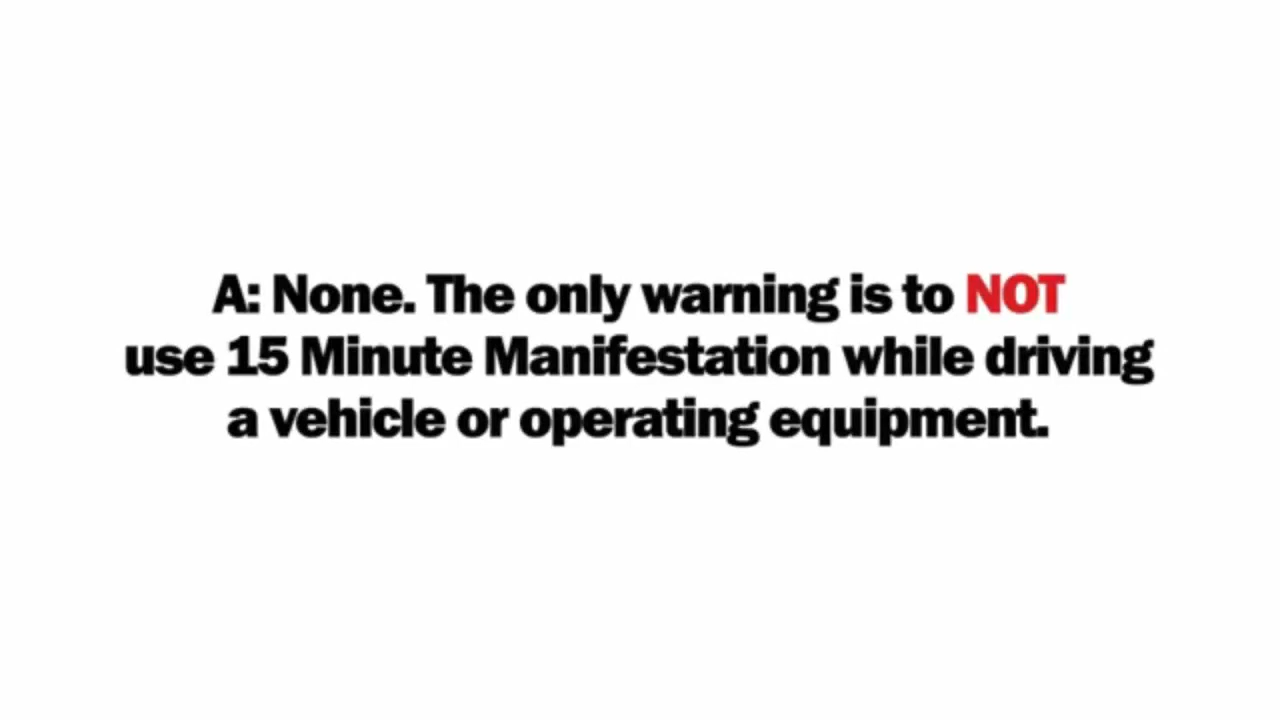 A: None. The only warning is to NOT
use 15 Minute Manifestation while driving
a vehicle or operating equipment.